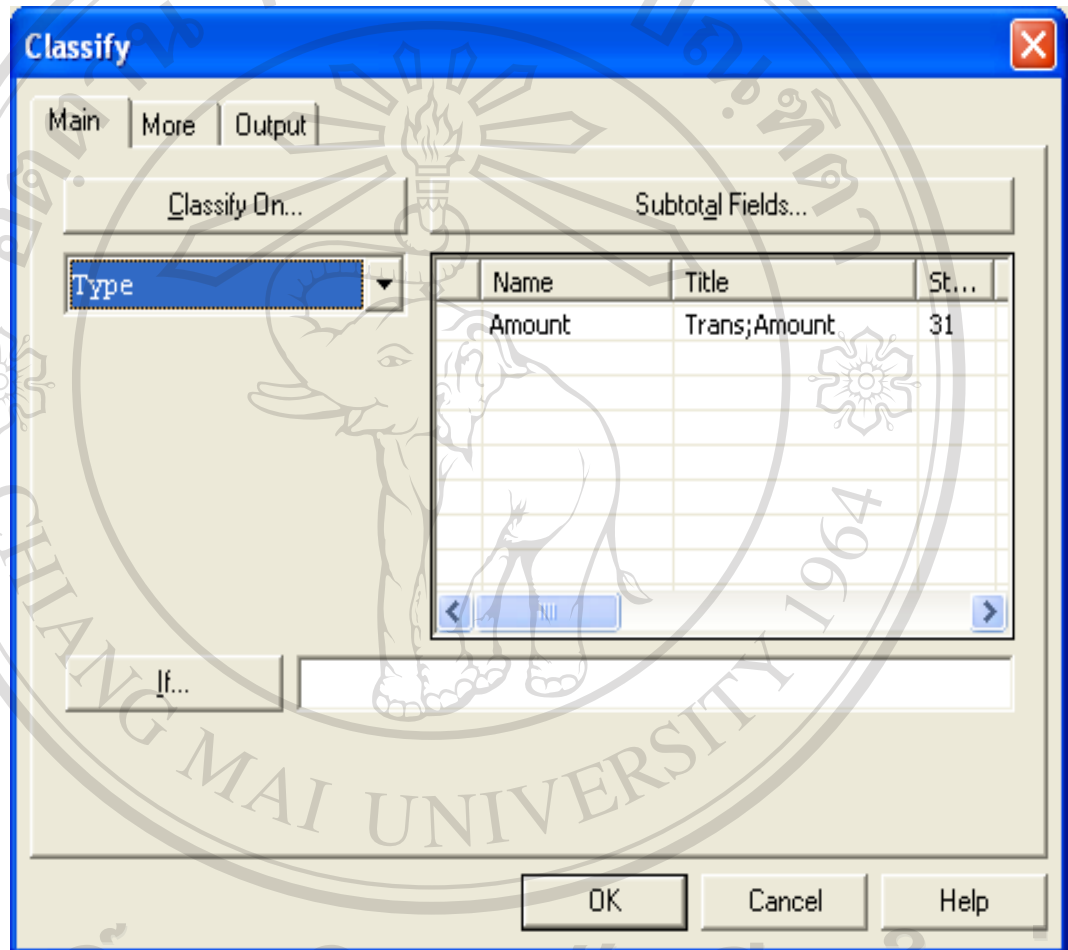 Classify
Main More Output
Classify On... Subtotal Fields...
Type
Name Title St...
Amount Trans;Amount 31
If...
CHIANG MAI UNIVERSITY 1964
OK Cancel Help